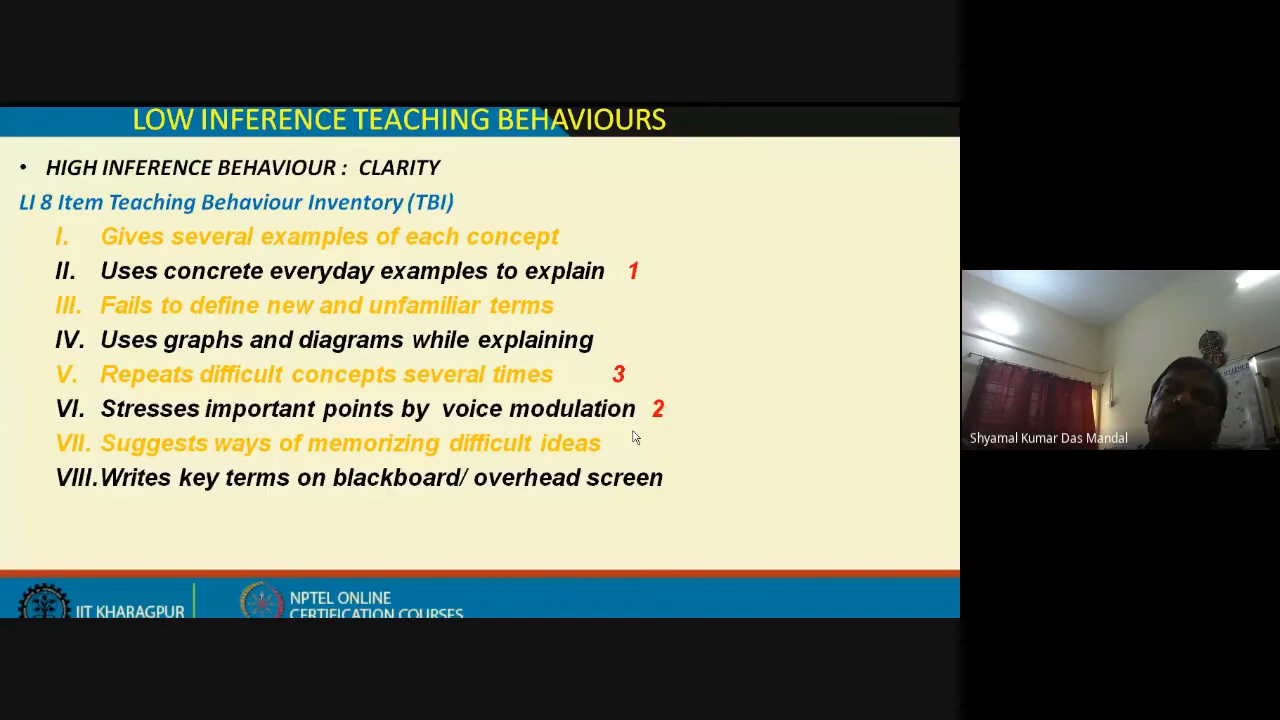 LOW INFERENCE TEACHING BEHAVIOURS
• HIGH INFERENCE BEHAVIOUR : CLARITY
LI 8 Item Teaching Behaviour Inventory (TBI)
I. Gives several examples of each concept
II. Uses concrete everyday examples to explain 1
III. Fails to define new and unfamiliar terms
IV. Uses graphs and diagrams while explaining
V. Repeats difficult concepts several times 3
VI. Stresses important points by voice modulation 2
VII. Suggests ways of memorizing difficult ideas
VIII. Writes key terms on blackboard/ overhead screen
IIT KHARAGPUR
NPTEL ONLINE
CERTIFICATION COURSES
Shyamal Kumar Das Mandal